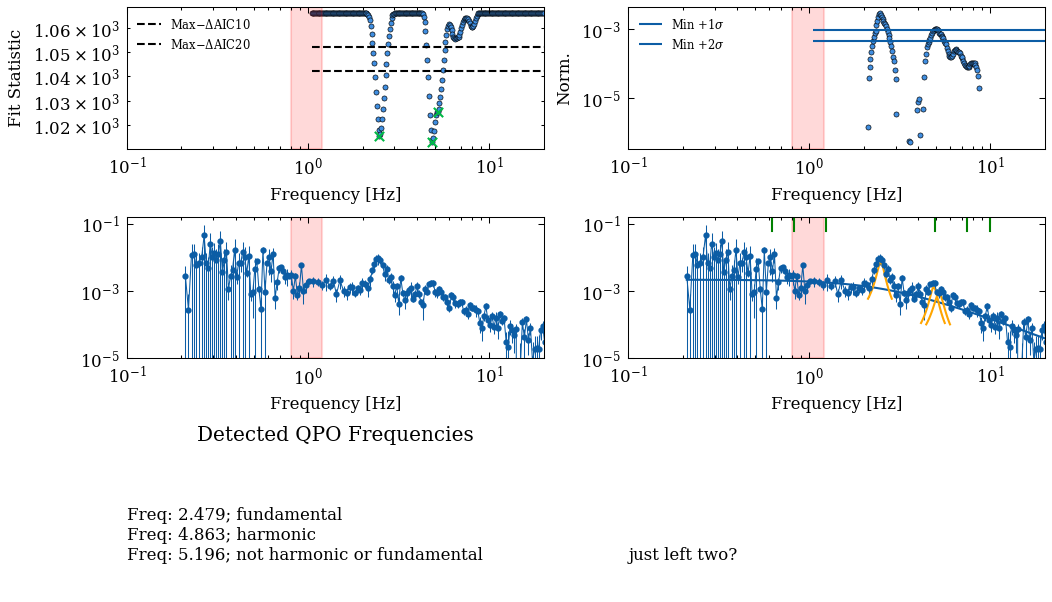 Max−ΔAIC10
Max−ΔAIC20
1.06 × 10³
1.05 × 10³
1.04 × 10³
1.03 × 10³
1.02 × 10³
Fit Statistic
10⁻¹ 10⁰ 10¹
Frequency [Hz]
Min +1σ
Min +2σ
10⁻³
10⁻⁵
Norm.
10⁻¹ 10⁰ 10¹
Frequency [Hz]
10⁻¹
10⁻³
10⁻⁵
10⁻¹ 10⁰ 10¹
Frequency [Hz]
10⁻¹
10⁻³
10⁻⁵
10⁻¹ 10⁰ 10¹
Frequency [Hz]
Detected QPO Frequencies
Freq: 2.479; fundamental
Freq: 4.863; harmonic
Freq: 5.196; not harmonic or fundamental
just left two?